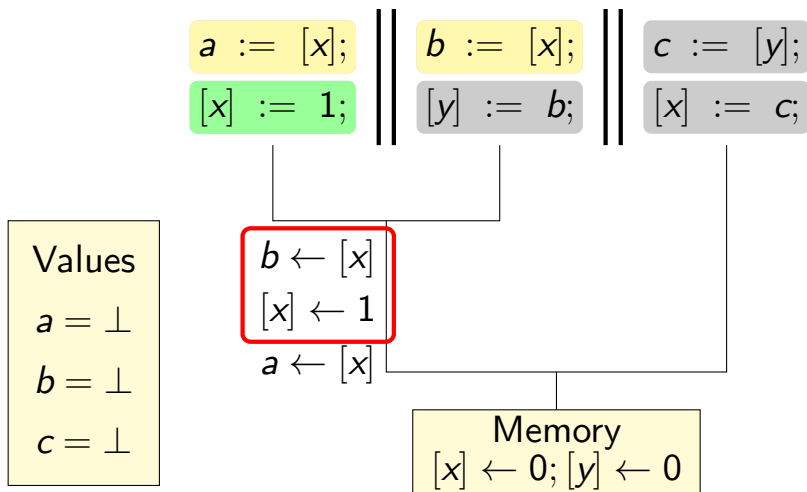 a := [x];
[x] := 1;
b := [x];
[y] := b;
c := [y];
[x] := c;
Values
a = ⊥
b = ⊥
c = ⊥
b ← [x]
[x] ← 1
a ← [x]
Memory
[x] ← 0; [y] ← 0